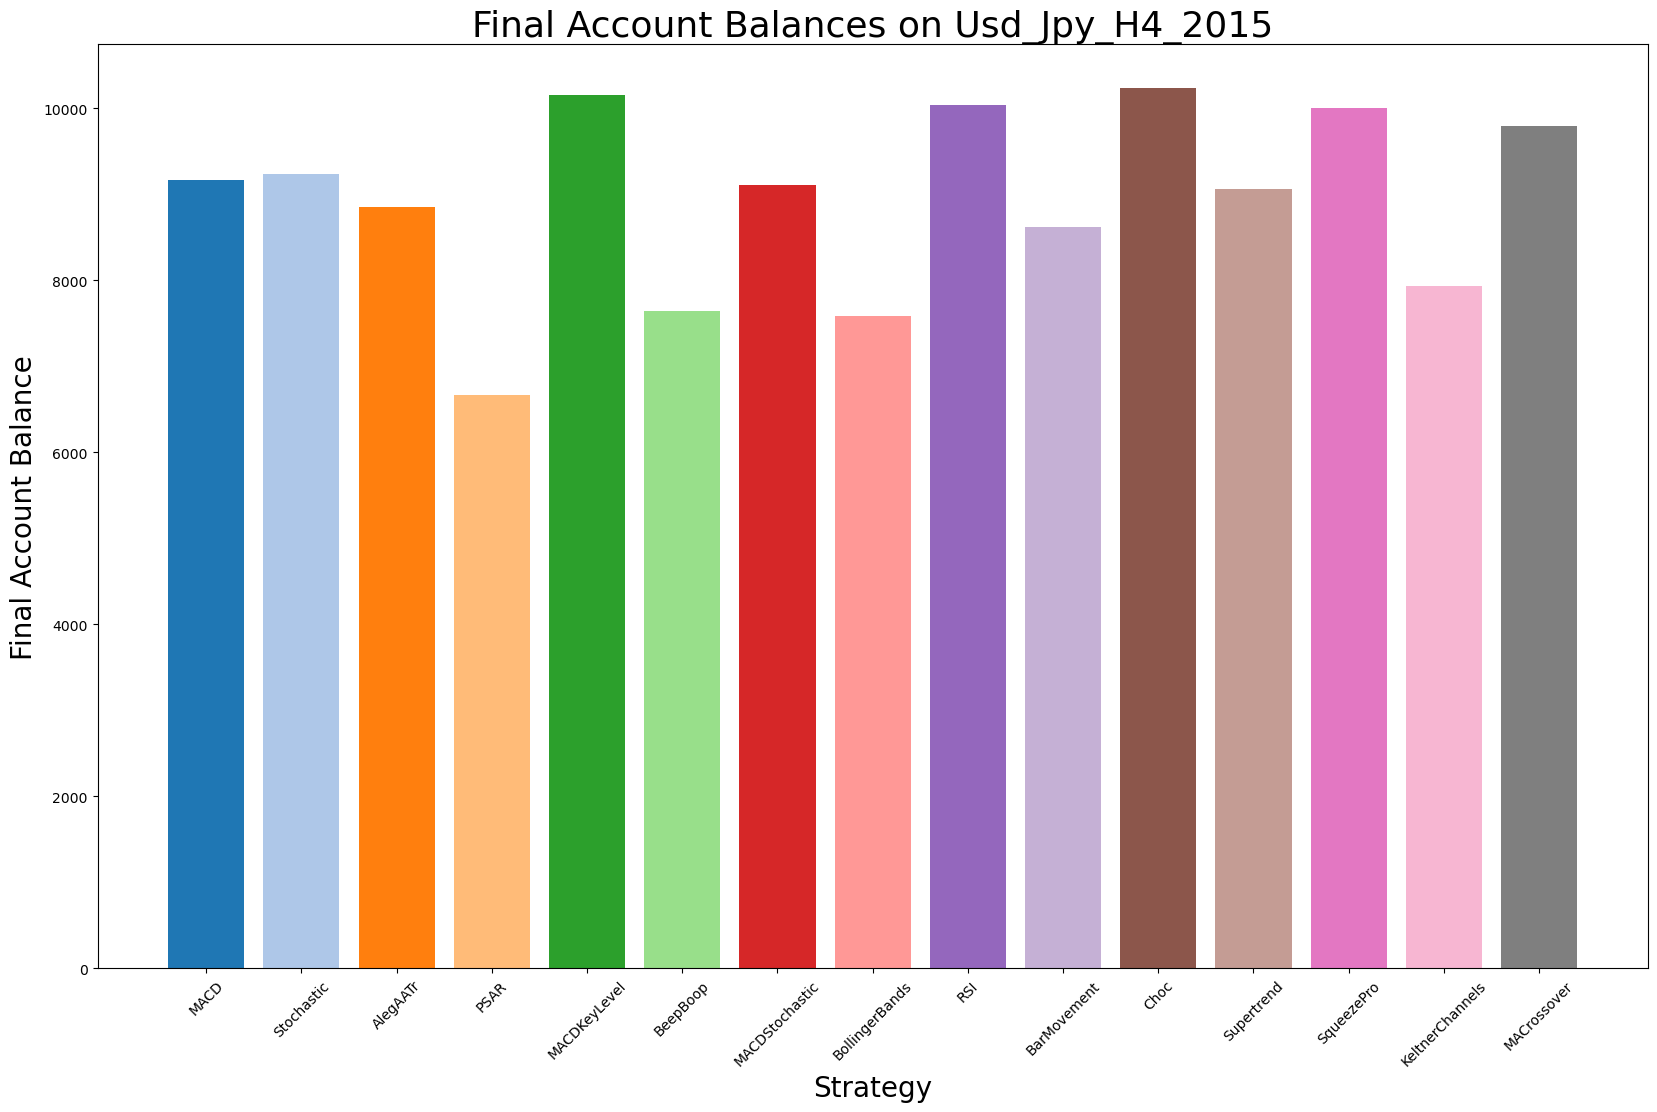 Final Account Balances on Usd_Jpy_H4_2015
Final Account Balance
10000
8000
6000
4000
2000
0
MACD
Stochastic
AlegAATr
PSAR
MACDKeyLevel
BeepBoop
MACDStochastic
BollingerBands
RSI
BarMovement
Choc
Supertrend
SqueezePro
KeltnerChannels
MACrossover
Strategy